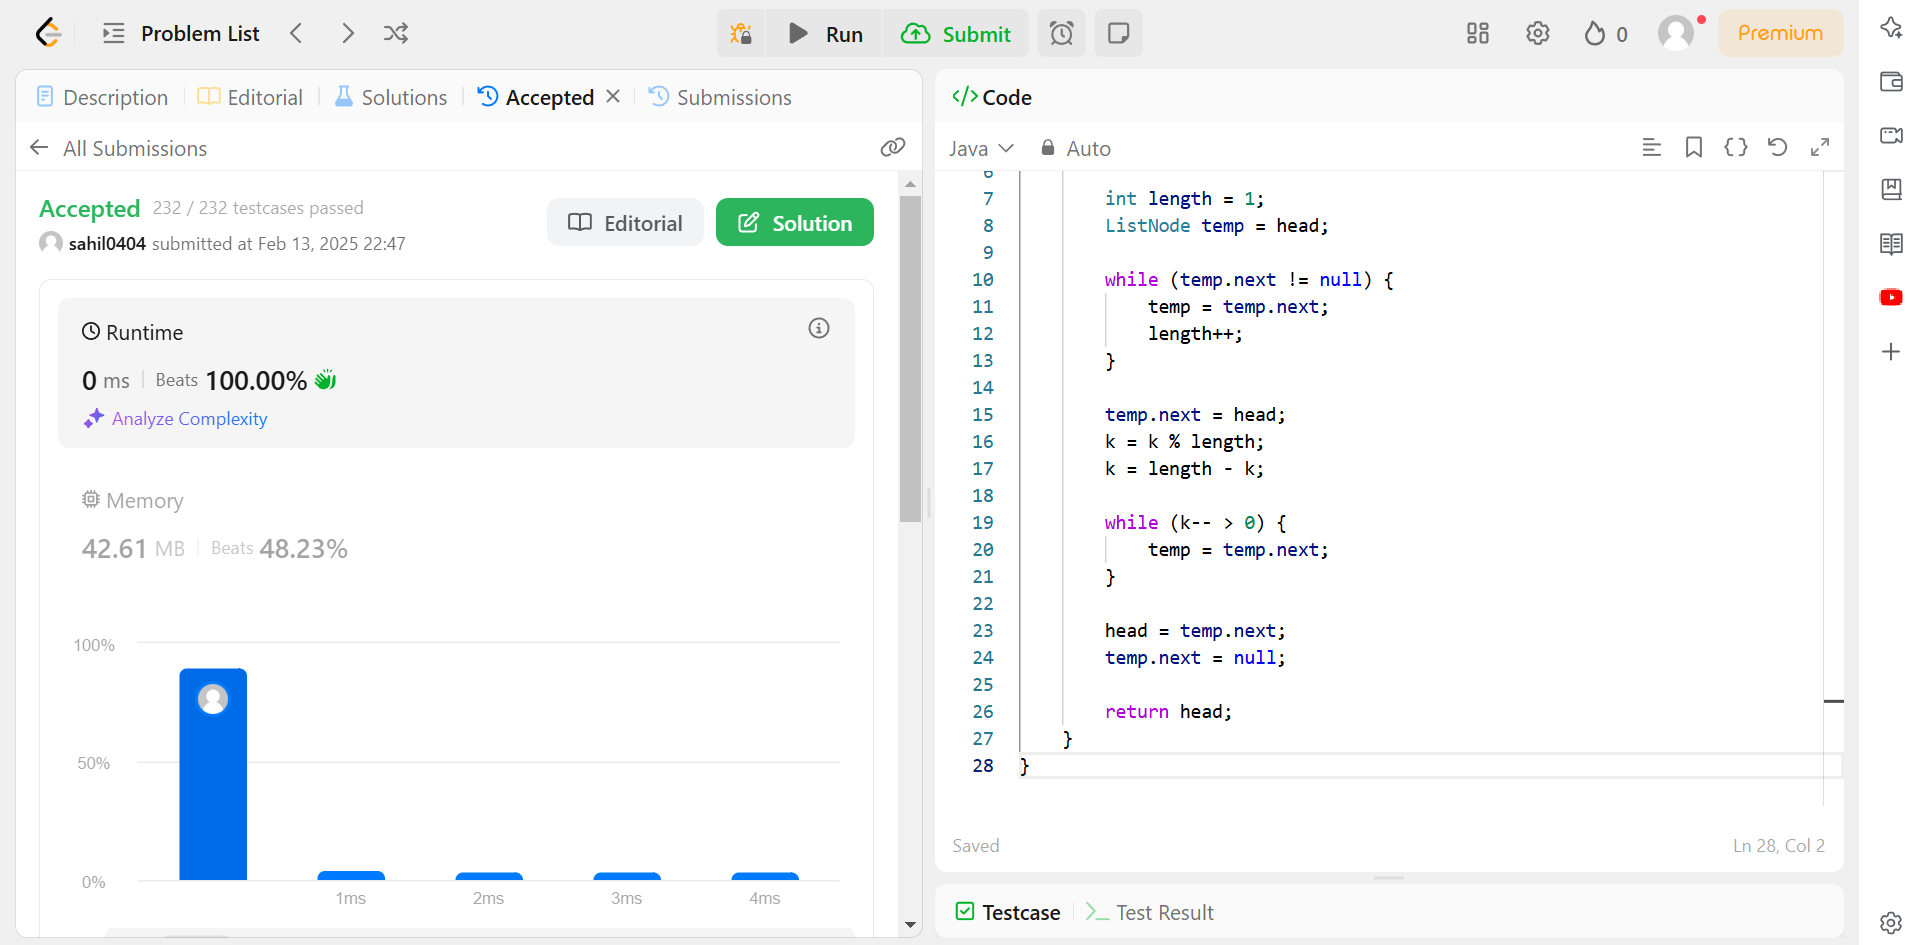 Problem List
Run
Submit
0
Premium
Description
Editorial
Solutions
Accepted
Submissions
All Submissions
Accepted 232 / 232 testcases passed
sahil0404 submitted at Feb 13, 2025 22:47
Editorial
Solution
Runtime
0 ms Beats 100.00%
Analyze Complexity
Memory
42.61 MB Beats 48.23%
100%
50%
0%
1ms 2ms 3ms 4ms
</> Code
Java Auto
6
7 int length = 1;
8 ListNode temp = head;
9
10 while (temp.next != null) {
11 temp = temp.next;
12 length++;
13 }
14
15 temp.next = head;
16 k = k % length;
17 k = length - k;
18
19 while (k-- > 0) {
20 temp = temp.next;
21 }
22
23 head = temp.next;
24 temp.next = null;
25
26 return head;
27 }
28 }
Saved
Ln 28, Col 2
Testcase
Test Result